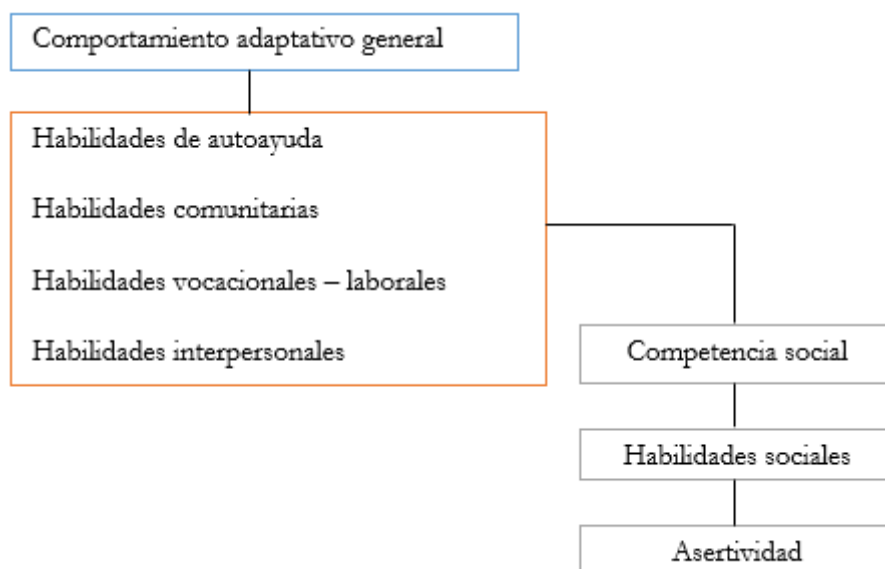 Comportamiento adaptativo general
Habilidades de autoayuda
Habilidades comunitarias
Habilidades vocacionales – laborales
Habilidades interpersonales
Competencia social
Habilidades sociales
Asertividad